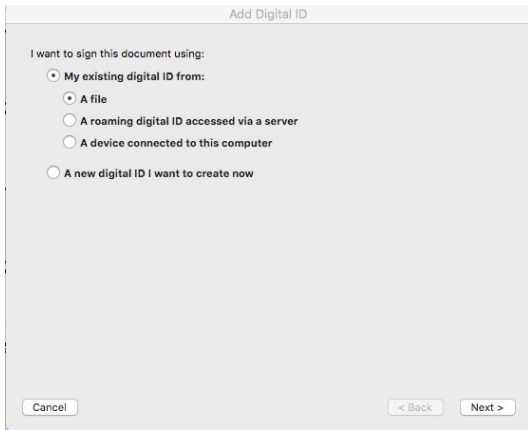 Add Digital ID
I want to sign this document using:
My existing digital ID from:
A file
A roaming digital ID accessed via a server
A device connected to this computer
A new digital ID I want to create now
Cancel
< Back
Next >